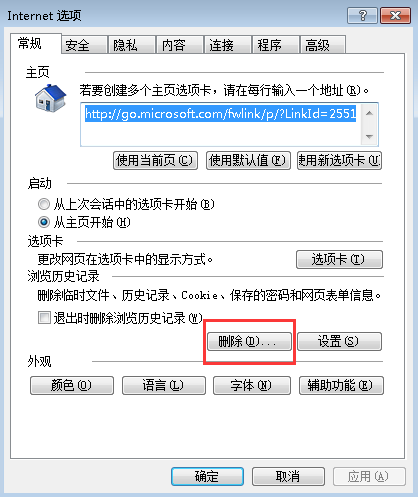 Internet 选项
常规 安全 隐私 内容 连接 程序 高级
主页
若要创建多个主页选项卡，请在每行输入一个地址(R)。
http://go.microsoft.com/fwlink/p/?LinkId=2551
使用当前页(C) 使用默认值(F) 使用新选项卡(U)
启动
从上次会话中的选项卡开始(B)
从主页开始(H)
选项卡
更改网页在选项卡中的显示方式。 选项卡(T)
浏览历史记录
删除临时文件、历史记录、Cookie、保存的密码和网页表单信息。
退出时删除浏览历史记录(W)
删除(D)... 设置(S)
外观
颜色(O) 语言(L) 字体(N) 辅助功能(E)
确定 取消 应用(A)